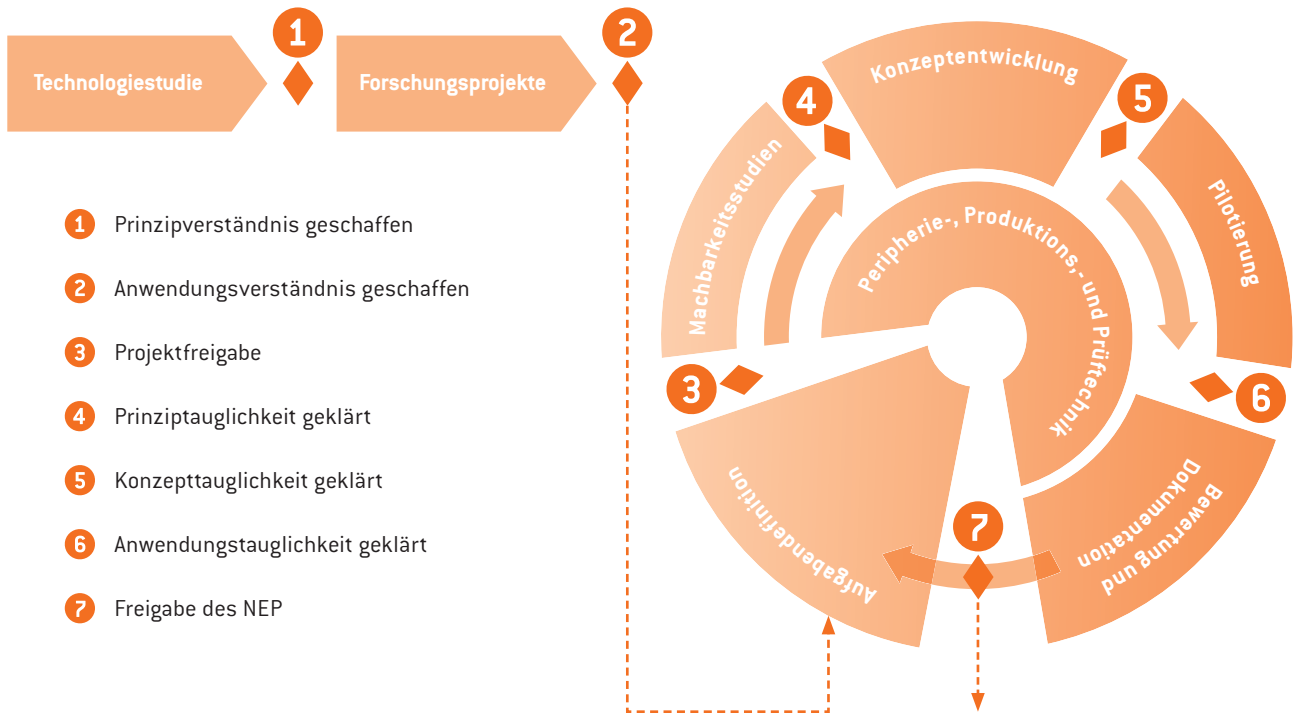 1
2
Technologiestudie
Forschungsprojekte
1 Prinzipverständnis geschaffen
2 Anwendungsverständnis geschaffen
3 Projektfreigabe
4 Prinziptauglichkeit geklärt
5 Konzepttauglichkeit geklärt
6 Anwendungstauglichkeit geklärt
7 Freigabe des NEP
Aufgabendefinition
3
Machbarkeitsstudien
4
Konzeptentwicklung
5
Pilotierung
6
Bewertung und
Dokumentation
7
Peripherie-, Produktions,- und Prüftechnik